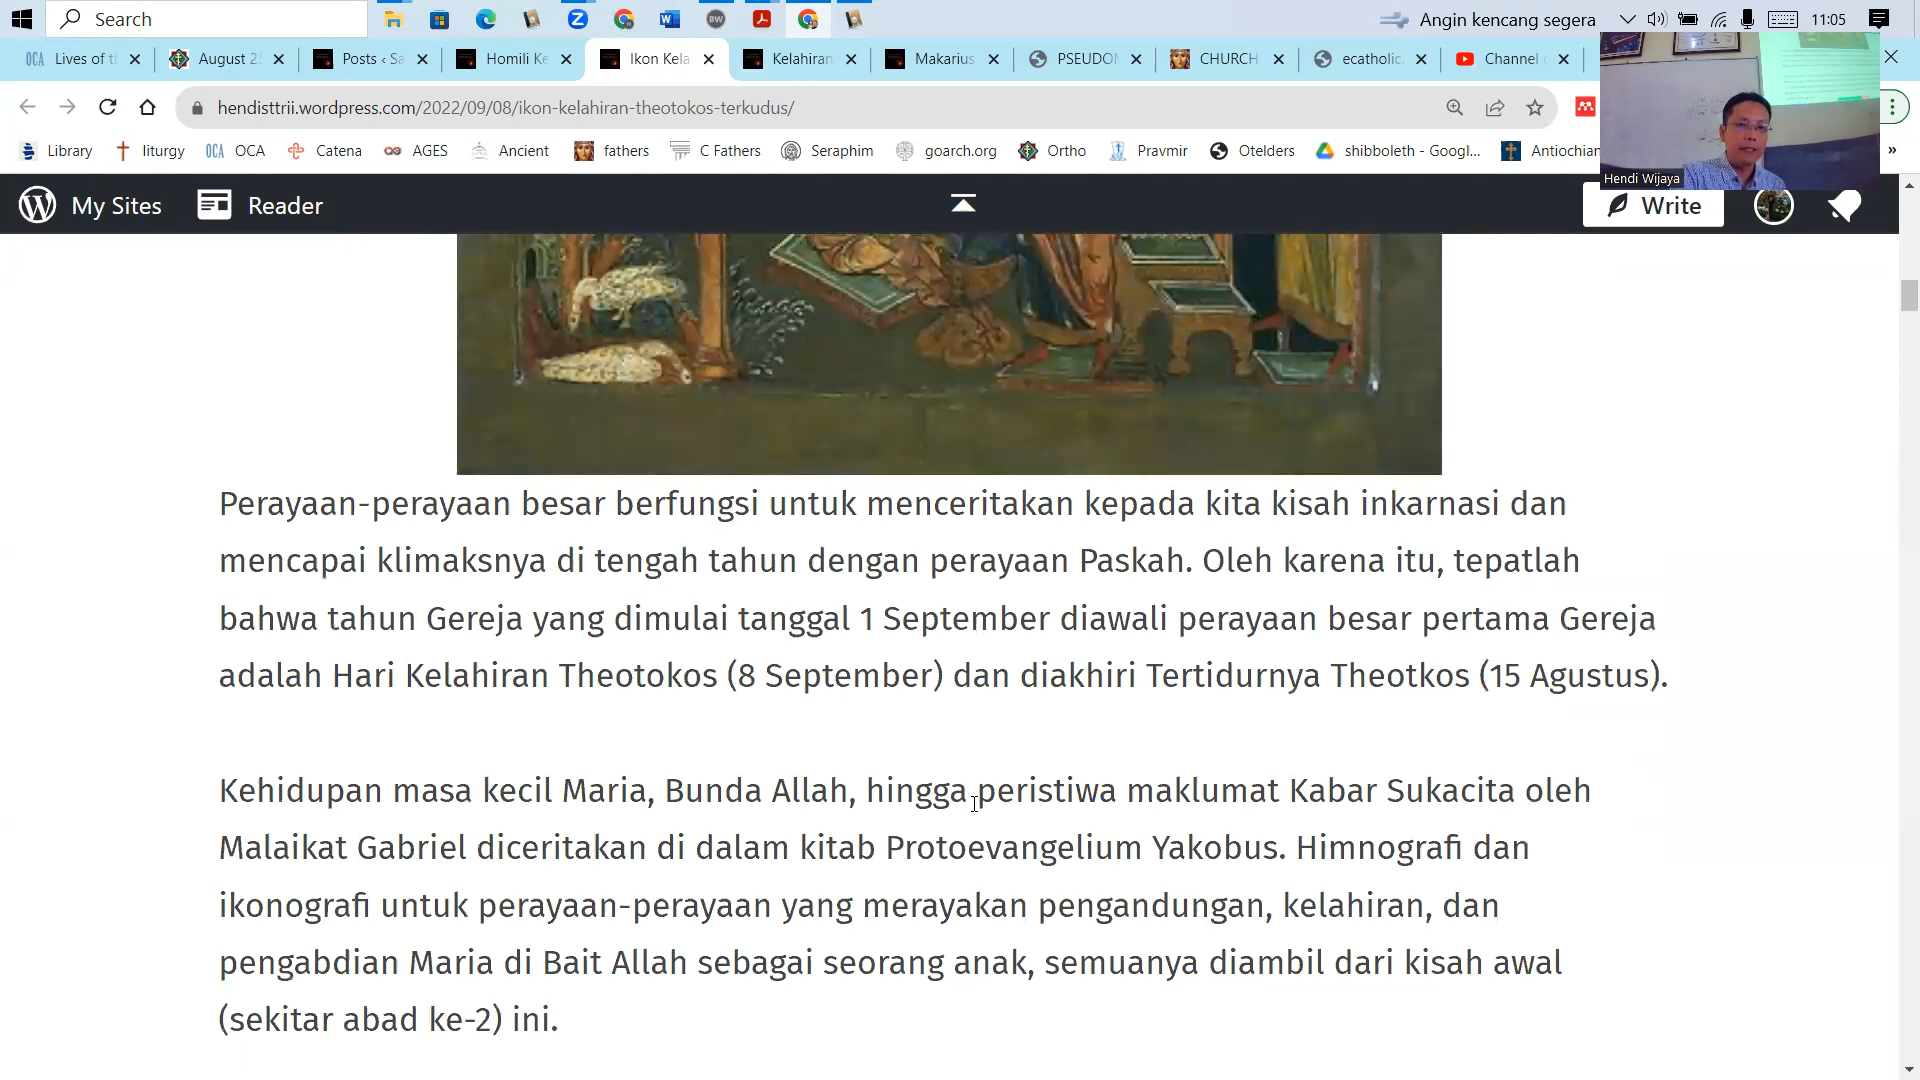 Search
Angin kencang segera
11:05
OCA Lives of t
August 2
Posts ‹ Sa
Homili Ke
Ikon Kela
Kelahiran
Makarius
PSEUDO
CHURCH
ecatholic
Channel
hendisttrii.wordpress.com/2022/09/08/ikon-kelahiran-theotokos-terkudus/
Library
liturgy
OCA OCA
Catena
AGES
Ancient
fathers
C Fathers
Seraphim
goarch.org
Ortho
Pravmir
Otelders
shibboleth - Googl...
Antiochian
»
Hendi Wijaya
My Sites
Reader
Write
Perayaan-perayaan besar berfungsi untuk menceritakan kepada kita kisah inkarnasi dan
mencapai klimaksnya di tengah tahun dengan perayaan Paskah. Oleh karena itu, tepatlah
bahwa tahun Gereja yang dimulai tanggal 1 September diawali perayaan besar pertama Gereja
adalah Hari Kelahiran Theotokos (8 September) dan diakhiri Tertidurnya Theotkos (15 Agustus).
Kehidupan masa kecil Maria, Bunda Allah, hingga peristiwa maklumat Kabar Sukacita oleh
Malaikat Gabriel diceritakan di dalam kitab Protoevangelium Yakobus. Himnografi dan
ikonografi untuk perayaan-perayaan yang merayakan pengandungan, kelahiran, dan
pengabdian Maria di Bait Allah sebagai seorang anak, semuanya diambil dari kisah awal
(sekitar abad ke-2) ini.